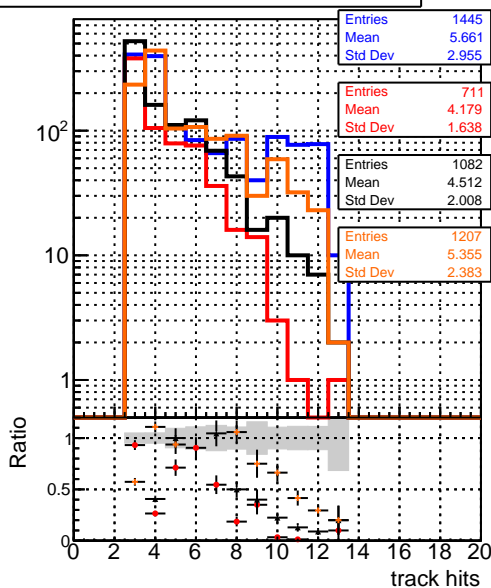 Entries 1445
Mean 5.661
Std Dev 2.955
Entries 711
Mean 4.179
Std Dev 1.638
Entries 1082
Mean 4.512
Std Dev 2.008
Entries 1207
Mean 5.355
Std Dev 2.383
10²
10
1
Ratio
1
0.5
0
0 2 4 6 8 10 12 14 16 18 20
track hits